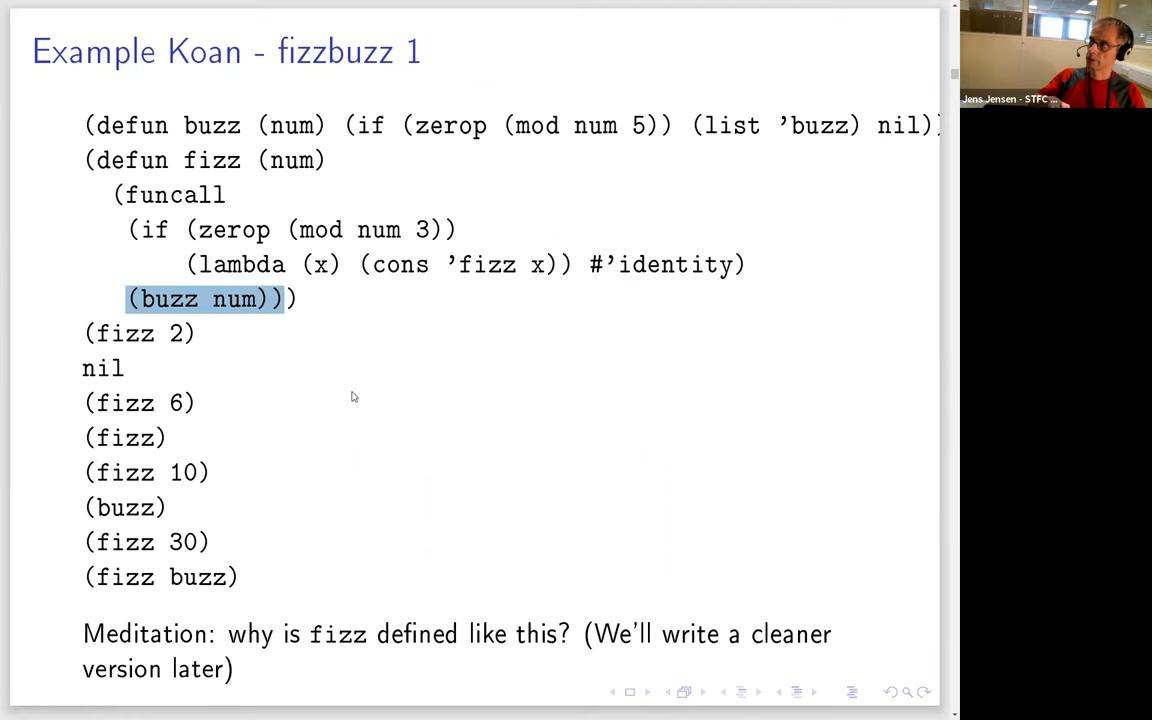 Example Koan - fizzbuzz 1
(defun buzz (num) (if (zerop (mod num 5)) (list ’buzz) nil))
(defun fizz (num)
(funcall
(if (zerop (mod num 3))
(lambda (x) (cons ’fizz x)) #’identity)
(buzz num)))
(fizz 2)
nil
(fizz 6)
(fizz)
(fizz 10)
(buzz)
(fizz 30)
(fizz buzz)
Meditation: why is fizz defined like this? (We’ll write a cleaner
version later)
Jens Jensen - STFC ...